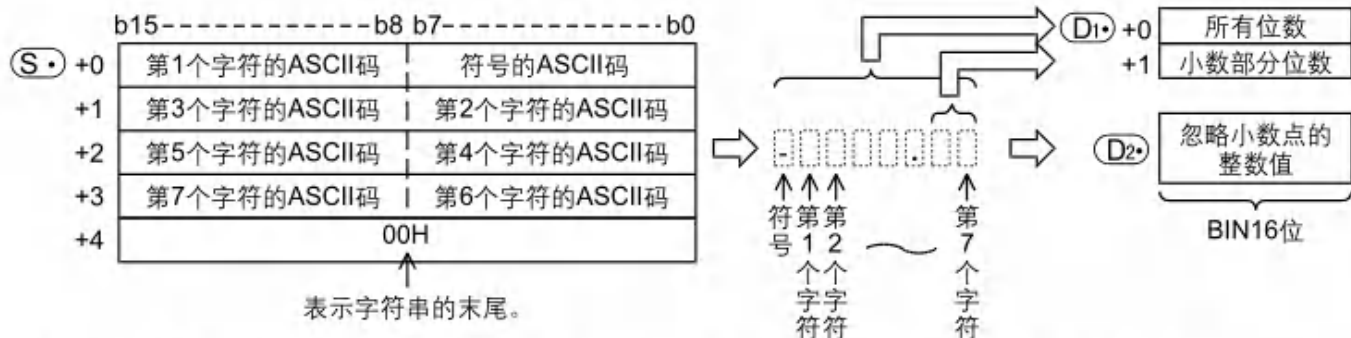 b15 b8 b7 b0
S· +0 第1个字符的ASCII码 符号的ASCII码
+1 第3个字符的ASCII码 第2个字符的ASCII码
+2 第5个字符的ASCII码 第4个字符的ASCII码
+3 第7个字符的ASCII码 第6个字符的ASCII码
+4 00H
表示字符串的末尾。
- .
符号
第1个字符
第2个字符
第7个字符
D1· +0 所有位数
+1 小数部分位数
D2· 忽略小数点的
整数值
BIN16位